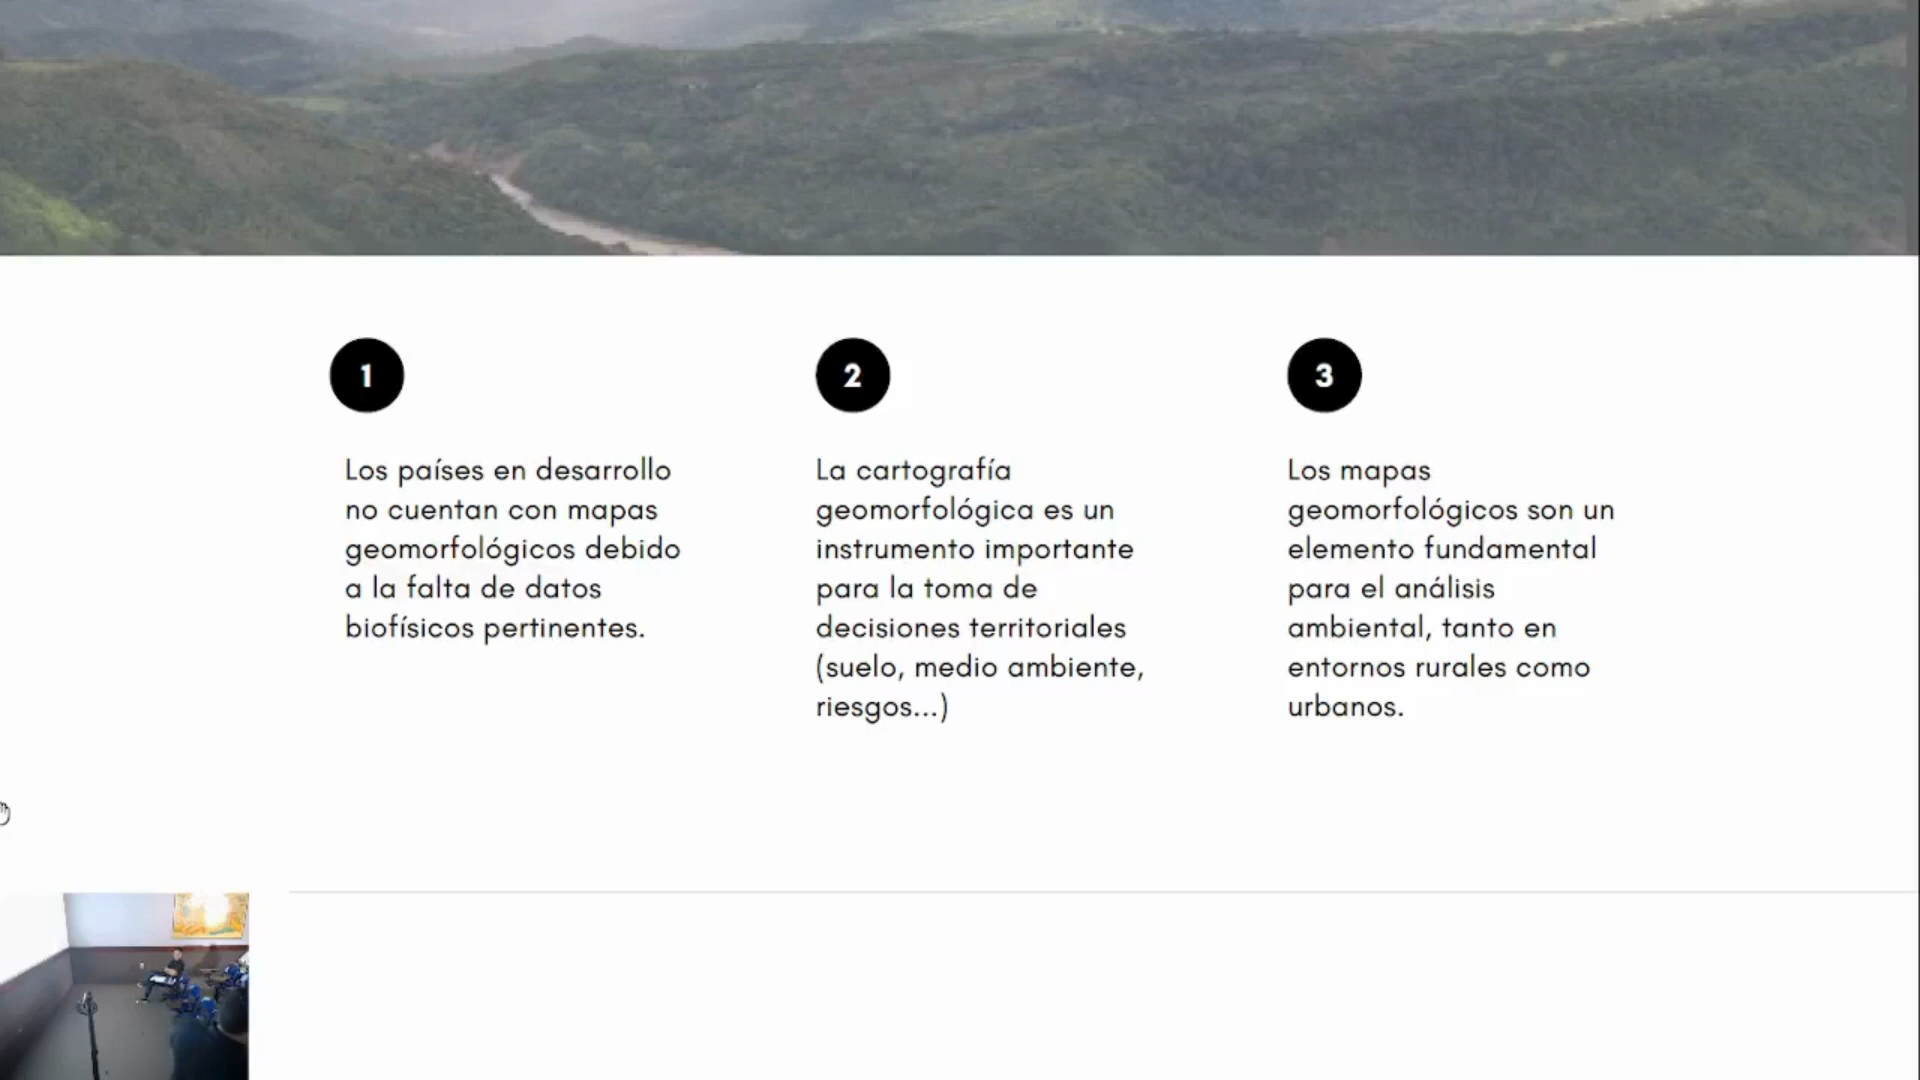 1
Los países en desarrollo
no cuentan con mapas
geomorfológicos debido
a la falta de datos
biofísicos pertinentes.
2
La cartografía
geomorfológica es un
instrumento importante
para la toma de
decisiones territoriales
(suelo, medio ambiente,
riesgos...)
3
Los mapas
geomorfológicos son un
elemento fundamental
para el análisis
ambiental, tanto en
entornos rurales como
urbanos.